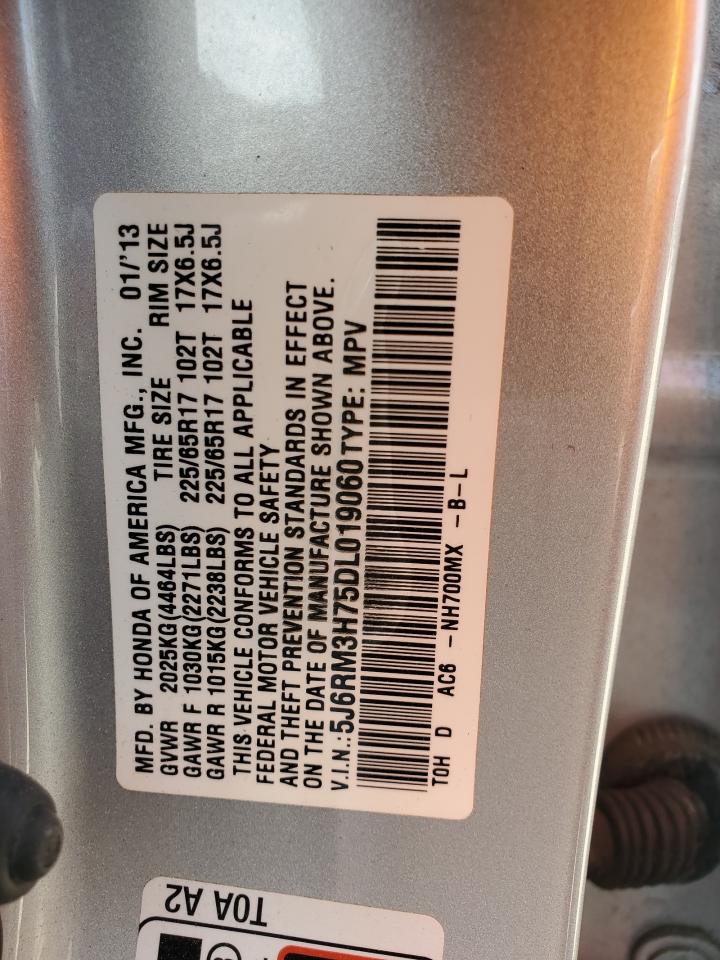 MFD. BY HONDA OF AMERICA MFG., INC. 01/'13
GVWR 2025KG(4464LBS) TIRE SIZE RIM SIZE
GAWR F 1030KG(2271LBS) 225/65R17 102T 17X6.5J
GAWR R 1015KG(2238LBS) 225/65R17 102T 17X6.5J
THIS VEHICLE CONFORMS TO ALL APPLICABLE
FEDERAL MOTOR VEHICLE SAFETY
AND THEFT PREVENTION STANDARDS IN EFFECT
ON THE DATE OF MANUFACTURE SHOWN ABOVE.
V.I.N.:5J6RM3H75DL019060 TYPE: MPV
T0H D AC6 -NH700MX -B-L
T0A A2